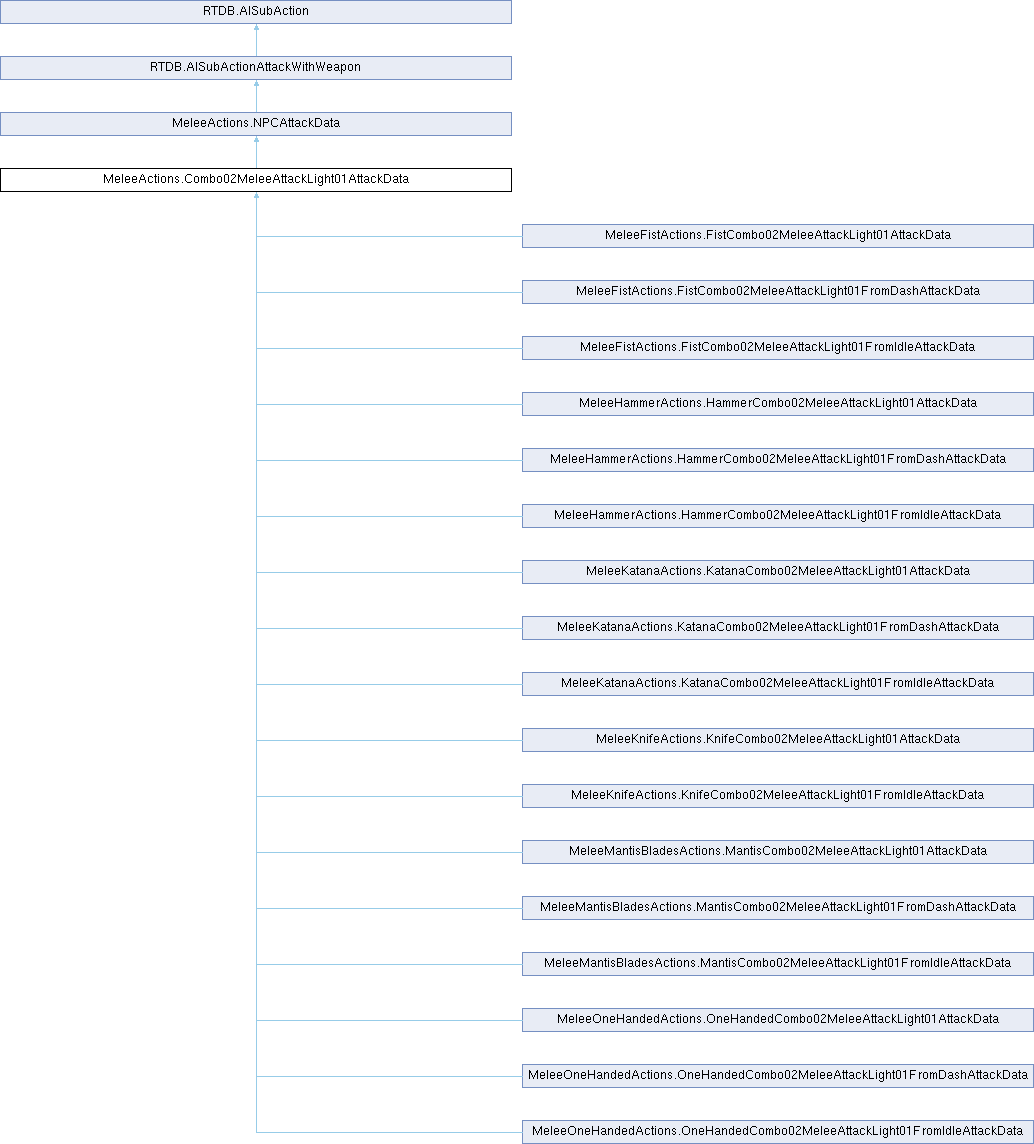 RTDB.AISubAction
RTDB.AISubActionAttackWithWeapon
MeleeActions.NPCAttackData
MeleeActions.Combo02MeleeAttackLight01AttackData
MeleeFistActions.FistCombo02MeleeAttackLight01AttackData
MeleeFistActions.FistCombo02MeleeAttackLight01FromDashAttackData
MeleeFistActions.FistCombo02MeleeAttackLight01FromIdleAttackData
MeleeHammerActions.HammerCombo02MeleeAttackLight01AttackData
MeleeHammerActions.HammerCombo02MeleeAttackLight01FromDashAttackData
MeleeHammerActions.HammerCombo02MeleeAttackLight01FromIdleAttackData
MeleeKatanaActions.KatanaCombo02MeleeAttackLight01AttackData
MeleeKatanaActions.KatanaCombo02MeleeAttackLight01FromDashAttackData
MeleeKatanaActions.KatanaCombo02MeleeAttackLight01FromIdleAttackData
MeleeKnifeActions.KnifeCombo02MeleeAttackLight01AttackData
MeleeKnifeActions.KnifeCombo02MeleeAttackLight01FromIdleAttackData
MeleeMantisBladesActions.MantisCombo02MeleeAttackLight01AttackData
MeleeMantisBladesActions.MantisCombo02MeleeAttackLight01FromDashAttackData
MeleeMantisBladesActions.MantisCombo02MeleeAttackLight01FromIdleAttackData
MeleeOneHandedActions.OneHandedCombo02MeleeAttackLight01AttackData
MeleeOneHandedActions.OneHandedCombo02MeleeAttackLight01FromDashAttackData
MeleeOneHandedActions.OneHandedCombo02MeleeAttackLight01FromIdleAttackData